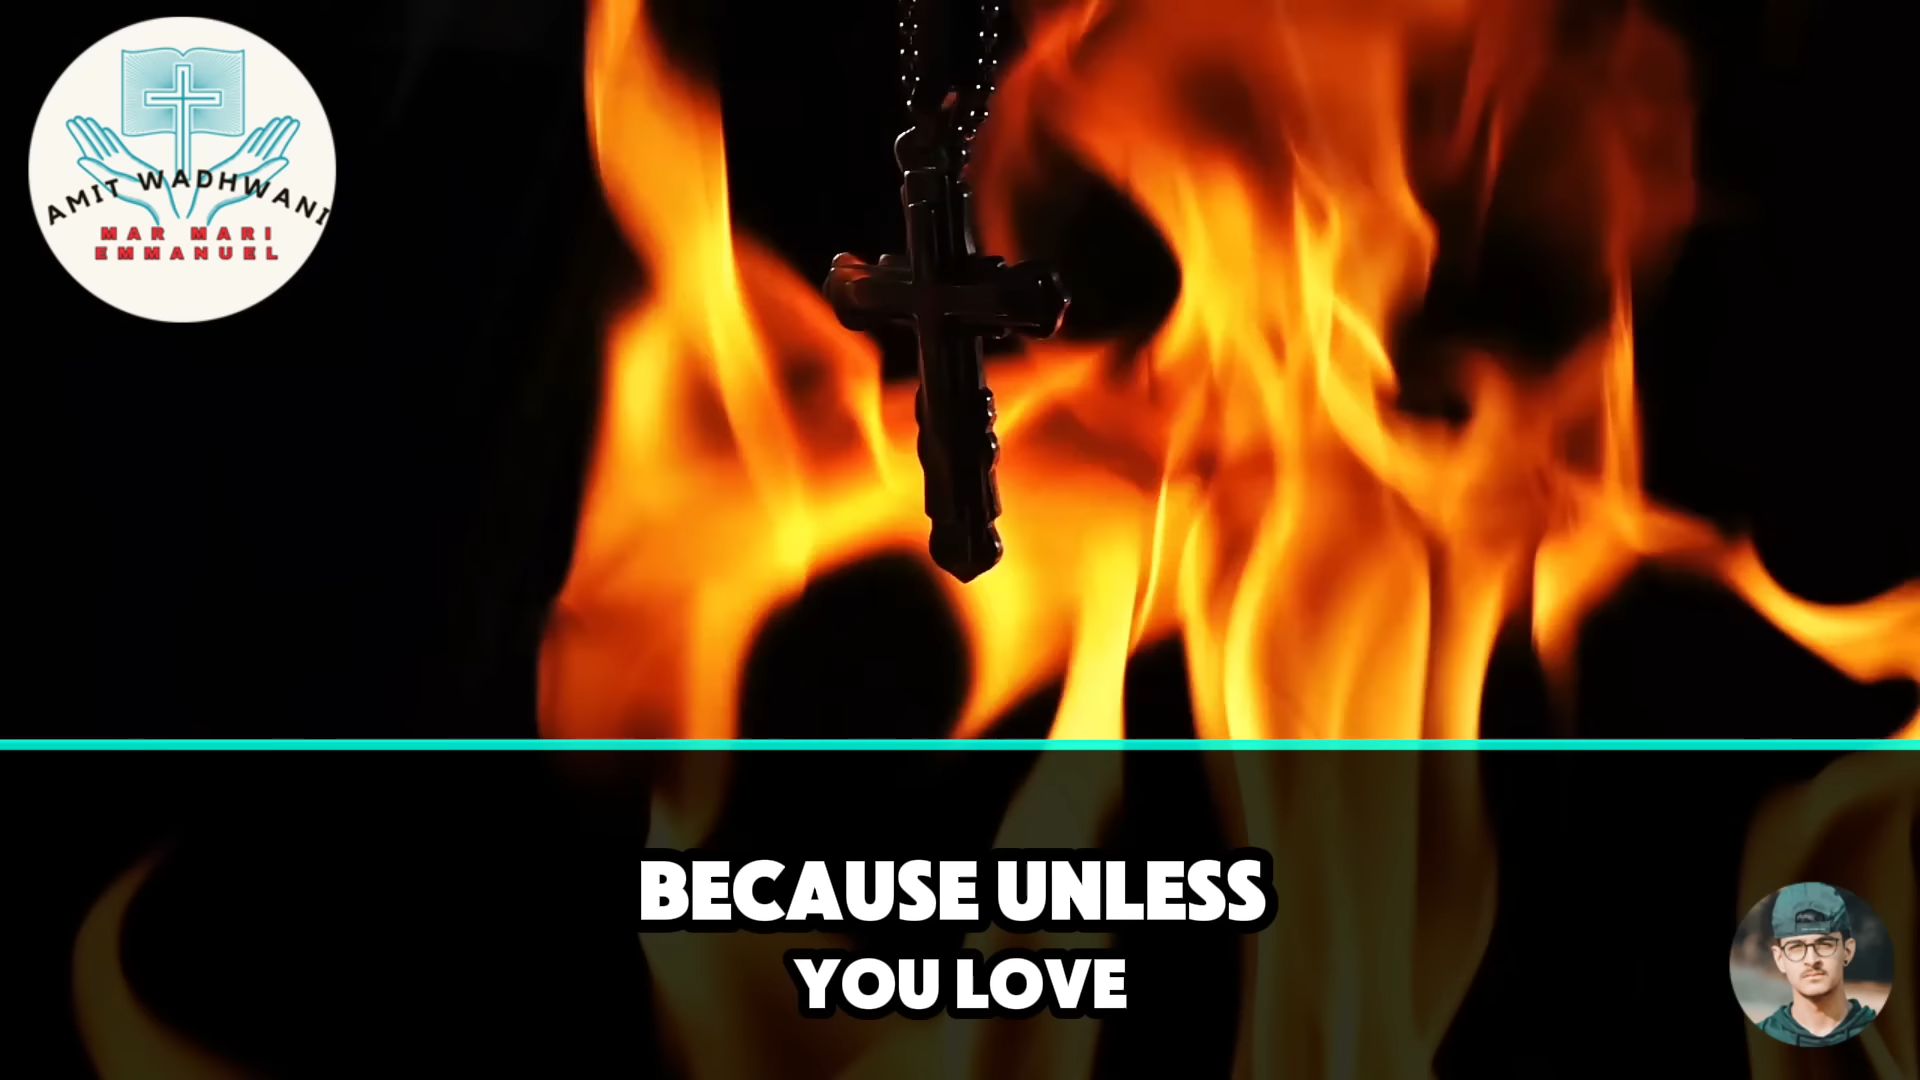 AMIT WADHWANI
MAR MARI
EMMANUEL
BECAUSE UNLESS
YOU LOVE